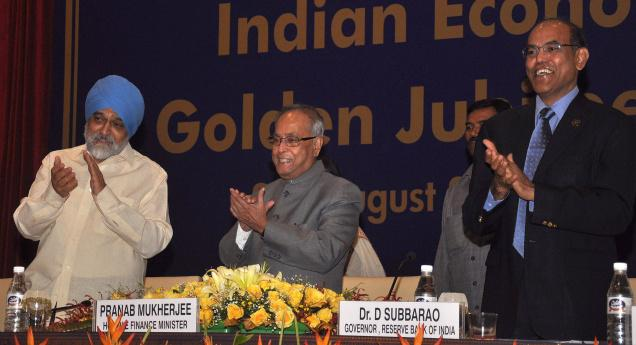 Indian Econo
Golden Jubilee
August
PRANAB MUKHERJEE
FINANCE MINISTER
Dr. D SUBBARAO
GOVERNOR, RESERVE BANK OF INDIA